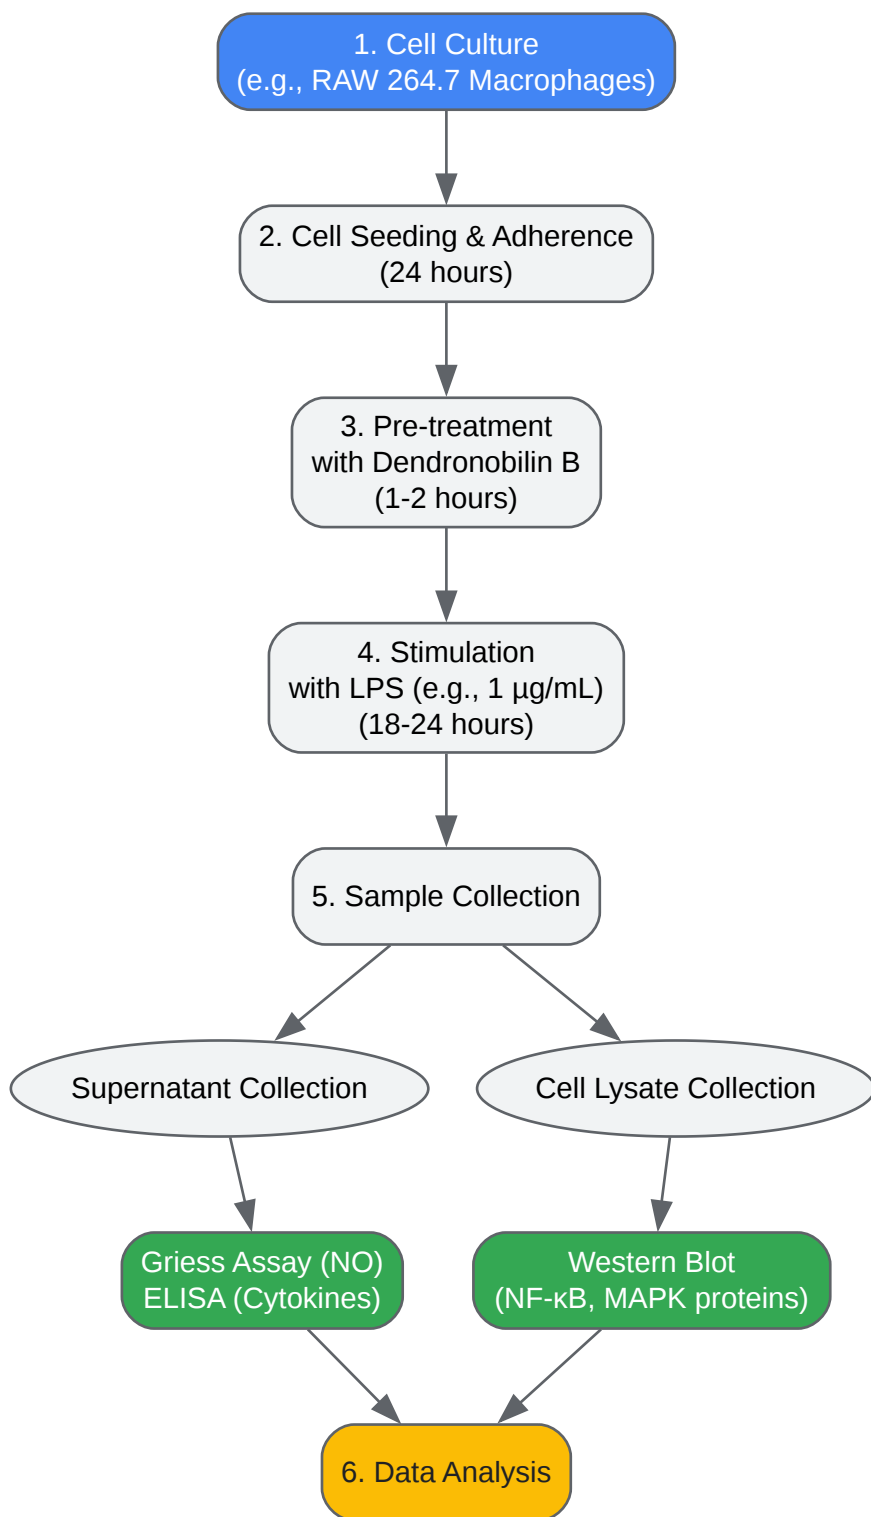 1. Cell Culture
(e.g., RAW 264.7 Macrophages)
2. Cell Seeding & Adherence
(24 hours)
3. Pre-treatment
with Dendronobilin B
(1-2 hours)
4. Stimulation
with LPS (e.g., 1 µg/mL)
(18-24 hours)
5. Sample Collection
Supernatant Collection
Cell Lysate Collection
Griess Assay (NO)
ELISA (Cytokines)
Western Blot
(NF-κB, MAPK proteins)
6. Data Analysis